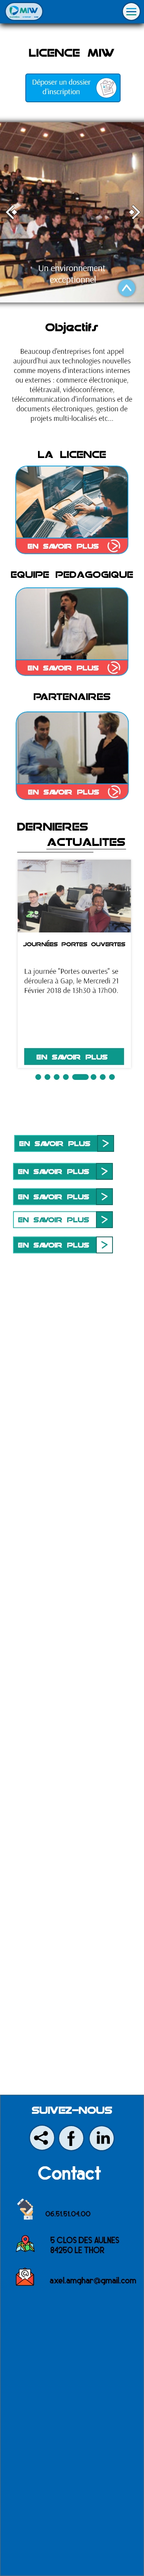 MIW
LICENCE MIW
Déposer un dossier
d'inscription
Un environnement
exceptionnel
Objectifs
Beaucoup d'entreprises font appel
aujourd'hui aux technologies nouvelles
comme moyens d'interactions internes
ou externes : commerce électronique,
télétravail, vidéoconférence,
télécommunication d'informations et de
documents électroniques, gestion de
projets multi-localisés etc...
LA LICENCE
EN SAVOIR PLUS
EQUIPE PEDAGOGIQUE
EN SAVOIR PLUS
PARTENAIRES
EN SAVOIR PLUS
DERNIERES
ACTUALITES
JOURNÉES PORTES OUVERTES
La journée "Portes ouvertes" se
déroulera à Gap, le Mercredi 21
Février 2018 de 13h30 à 17h00.
EN SAVOIR PLUS
EN SAVOIR PLUS
EN SAVOIR PLUS
EN SAVOIR PLUS
EN SAVOIR PLUS
EN SAVOIR PLUS
SUIVEZ-NOUS
Contact
06.51.51.04.00
5 CLOS DES AULNES
84250 LE THOR
axel.amghar@gmail.com